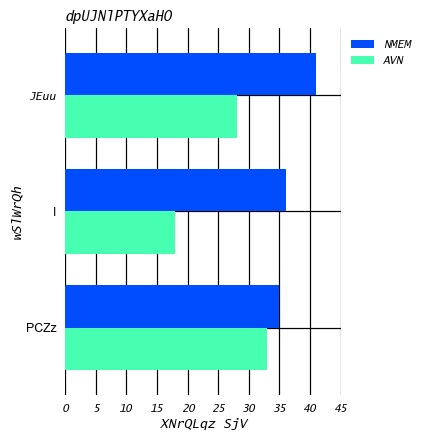 dpUJNlPTYXaHO
NMEM
AVN
JEuu
I
PCZz
wSlWrQh
0 5 10 15 20 25 30 35 40 45
XNrQLqz SjV